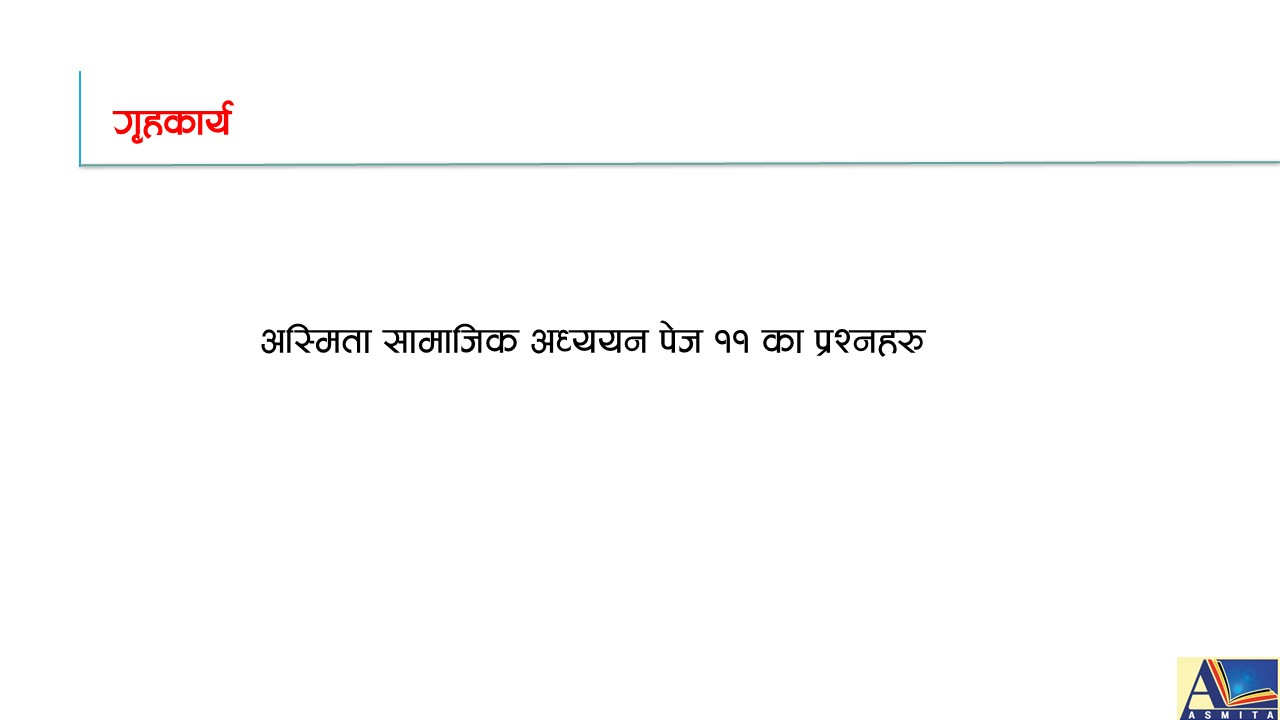 गृहकार्य
अस्मिता सामाजिक अध्ययन पेज ११ का प्रश्नहरु
ASMITA